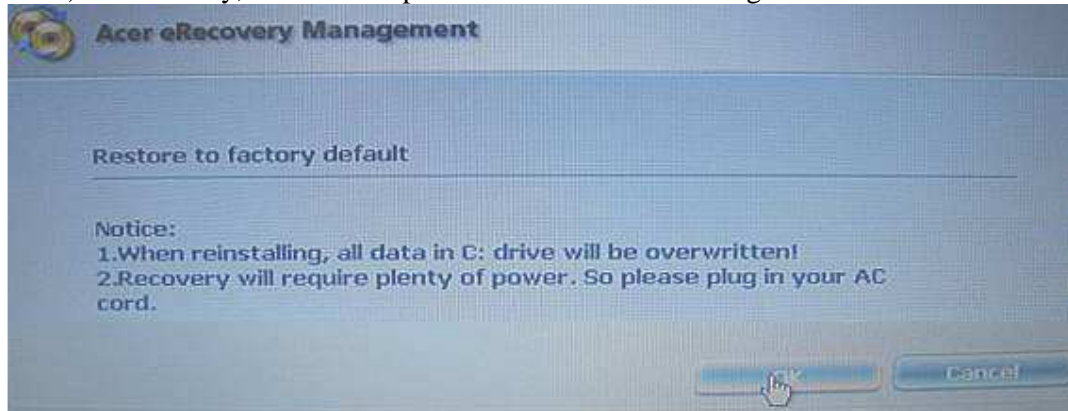 Acer eRecovery Management
Restore to factory default
Notice:
1.When reinstalling, all data in C: drive will be overwritten!
2.Recovery will require plenty of power. So please plug in your AC
cord.
Cancel